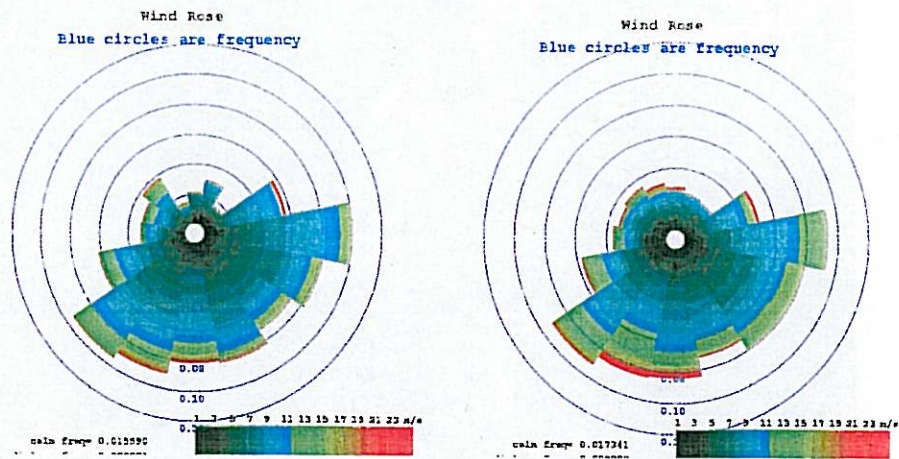 Wind Rose
Blue circles are frequency
0.08
0.10
1 3 5 7 9 11 13 15 17 19 21 23 m/s
calm freq= 0.015590
Wind Rose
Blue circles are frequency
0.08
0.10
1 3 5 7 9 11 13 15 17 19 21 23 m/s
calm freq= 0.017341